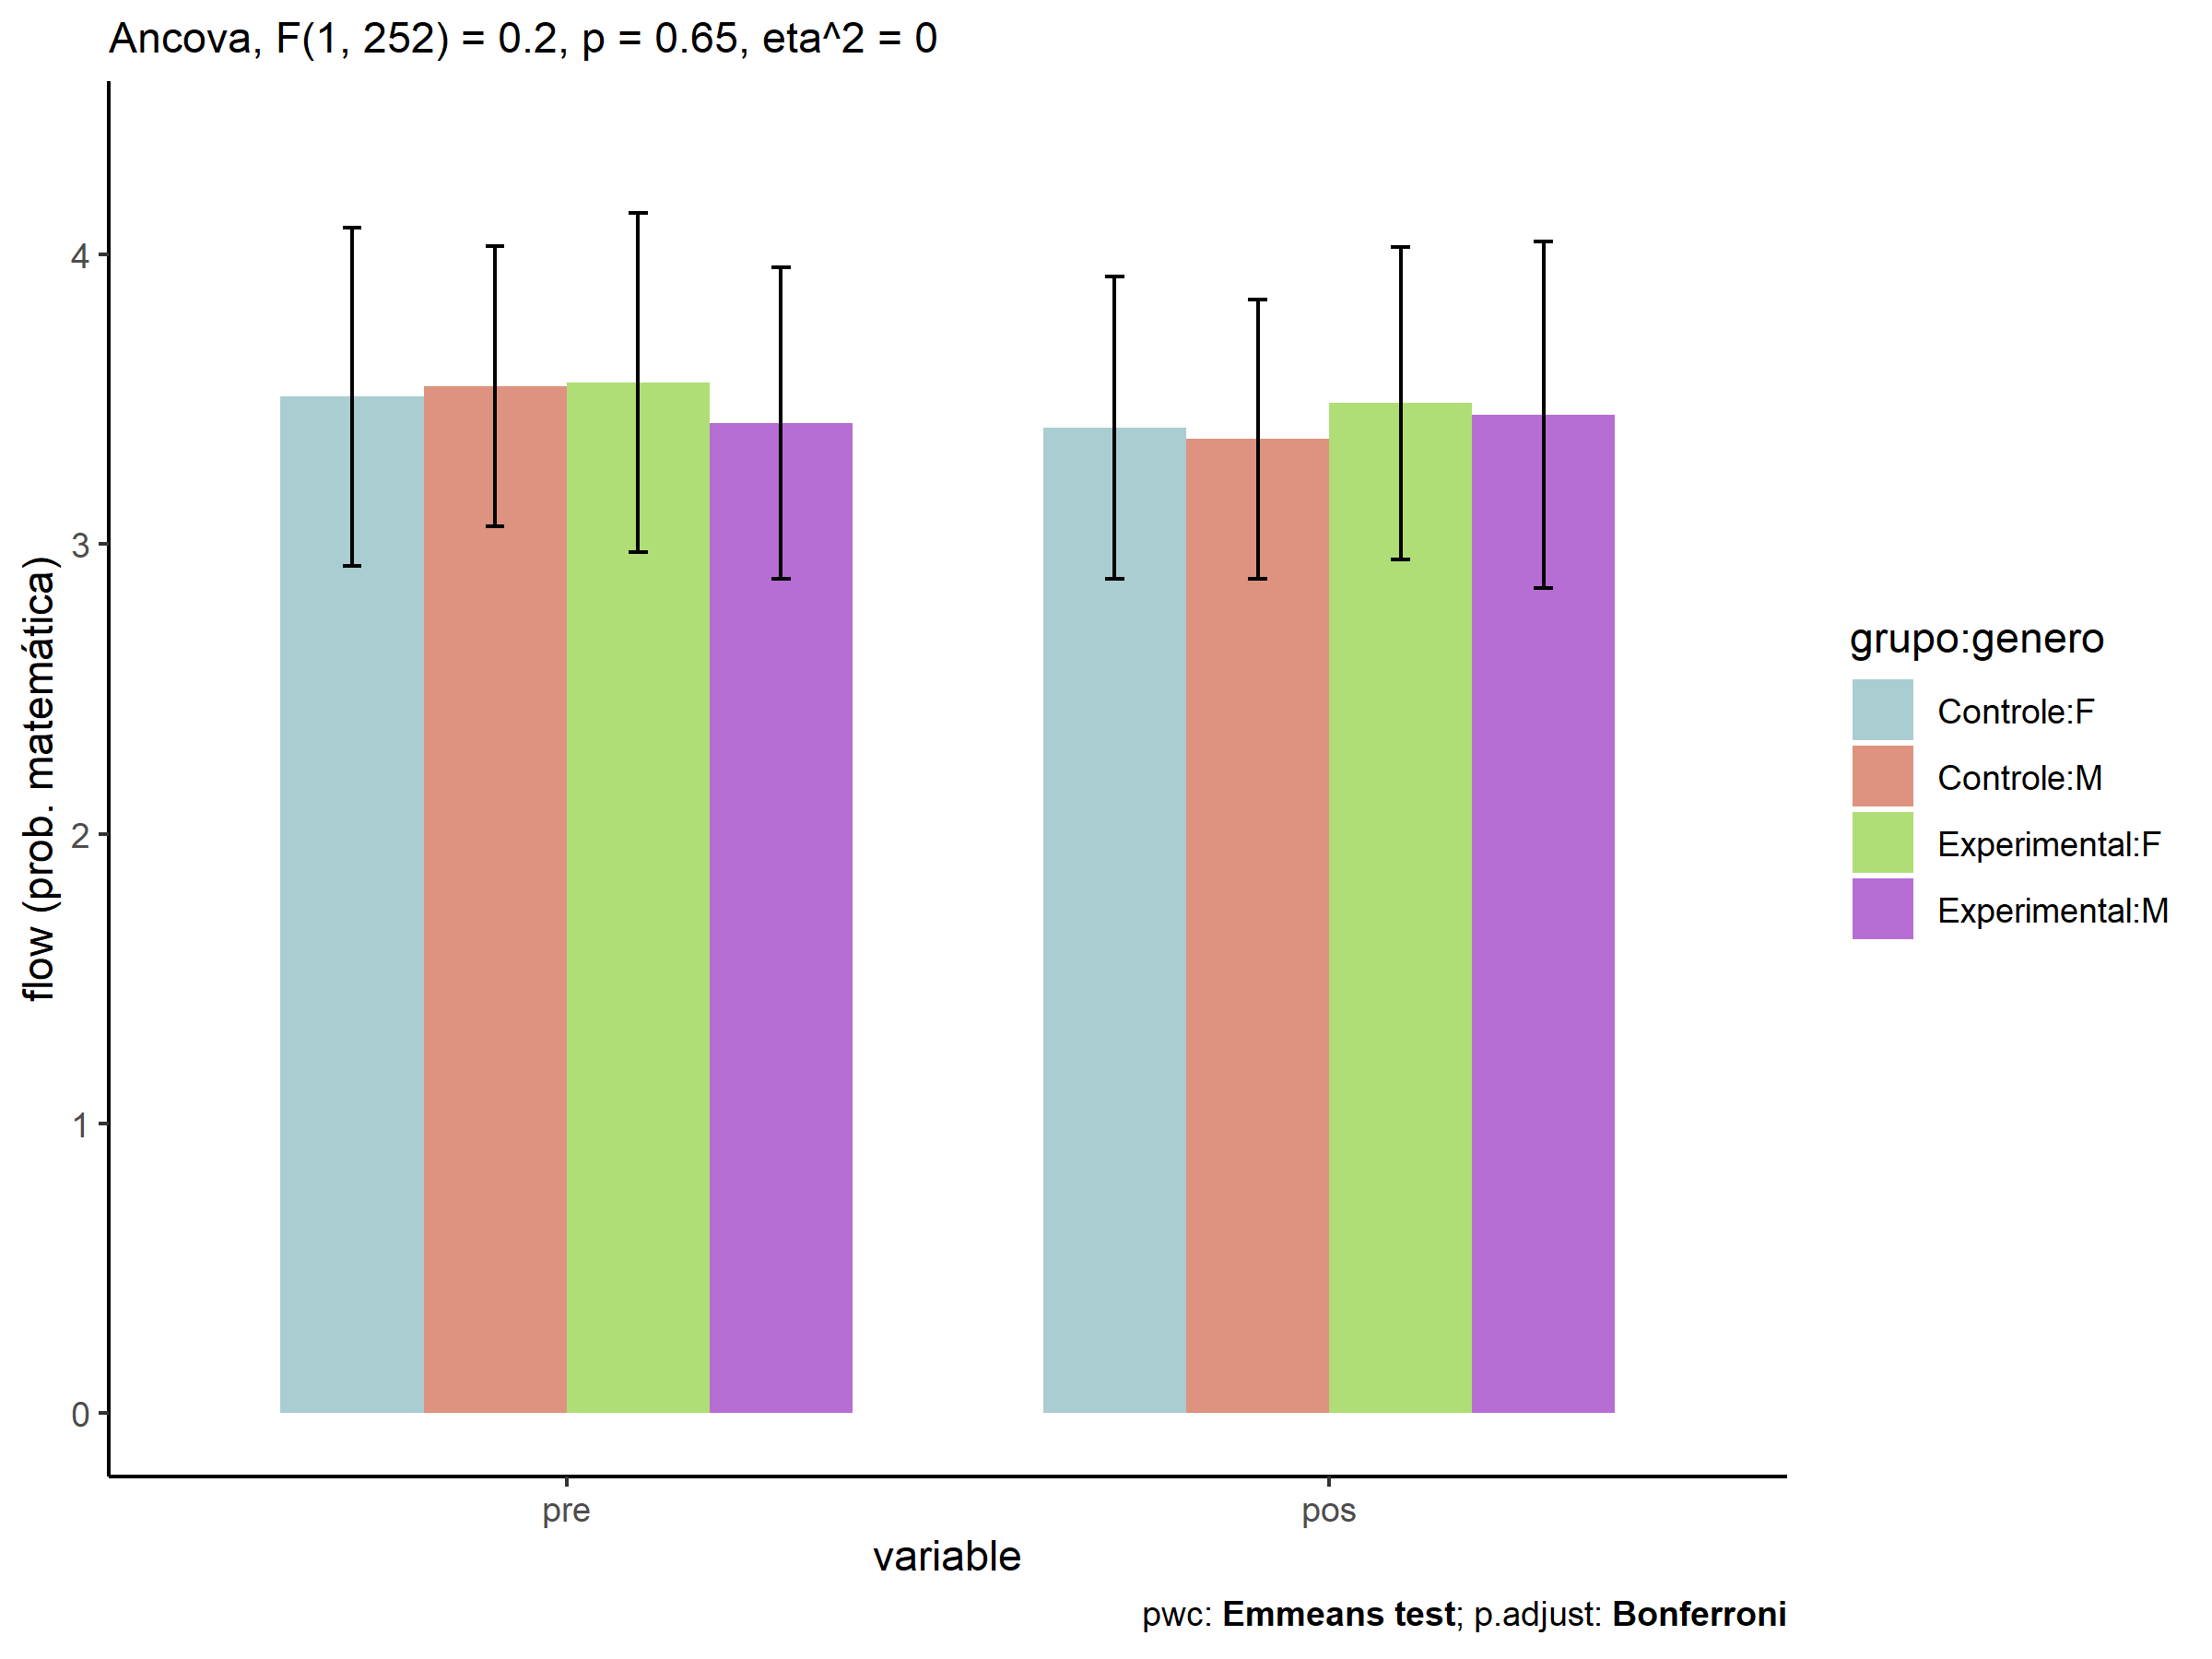 Ancova, F(1, 252) = 0.2, p = 0.65, eta^2 = 0
flow (prob. matemática)
4
3
2
1
0
pre
pos
variable
grupo:genero
Controle:F
Controle:M
Experimental:F
Experimental:M
pwc: Emmeans test; p.adjust: Bonferroni